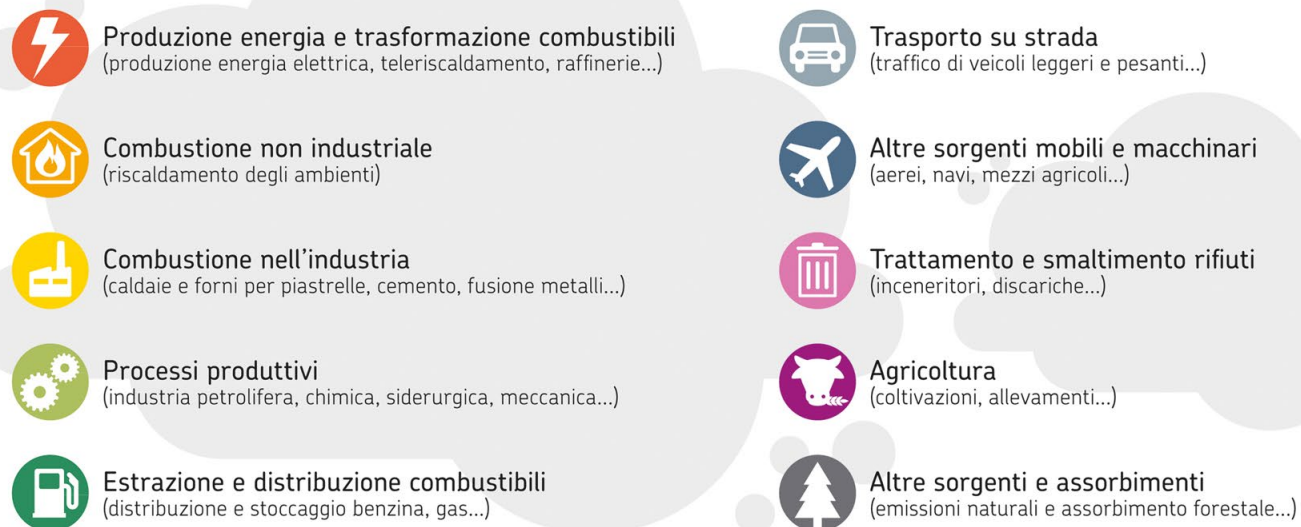 Produzione energia e trasformazione combustibili
(produzione energia elettrica, teleriscaldamento, raffinerie...)
Combustione non industriale
(riscaldamento degli ambienti)
Combustione nell'industria
(caldaie e forni per piastrelle, cemento, fusione metalli...)
Processi produttivi
(industria petrolifera, chimica, siderurgica, meccanica...)
Estrazione e distribuzione combustibili
(distribuzione e stoccaggio benzina, gas...)
Trasporto su strada
(traffico di veicoli leggeri e pesanti...)
Altre sorgenti mobili e macchinari
(aerei, navi, mezzi agricoli...)
Trattamento e smaltimento rifiuti
(inceneritori, discariche...)
Agricoltura
(coltivazioni, allevamenti...)
Altre sorgenti e assorbimenti
(emissioni naturali e assorbimento forestale...)